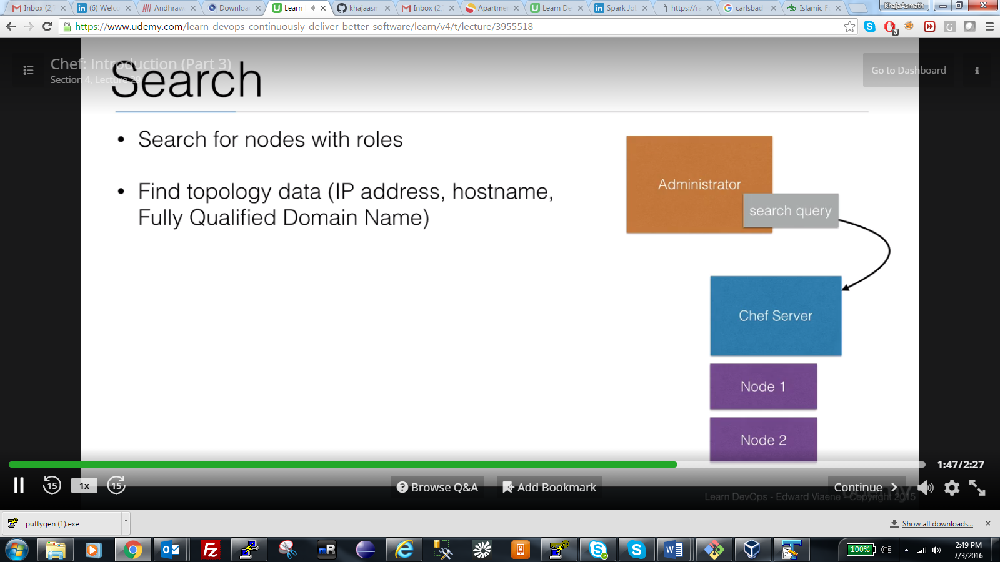 Inbox (2,
(6) Welco
Andhraw
Downloa
Learn
khajaasm
Inbox (2,
Apartme
Learn De
Spark Jo
https://ra
carlsbad
Islamic F
KhajaAsmath
https://www.udemy.com/learn-devops-continuously-deliver-better-software/learn/v4/t/lecture/3955518
3
Chef: Introduction (Part 3)
Section 4, Lecture 29
Go to Dashboard
Search
• Search for nodes with roles
• Find topology data (IP address, hostname,
Fully Qualified Domain Name)
Administrator
search query
Chef Server
Node 1
Node 2
1:47/2:27
15
1x
15
Browse Q&A
Add Bookmark
Continue
Learn DevOps - Edward Viaene - Copyright 2015
udemy
puttygen (1).exe
Show all downloads...
100%
2:49 PM
7/3/2016